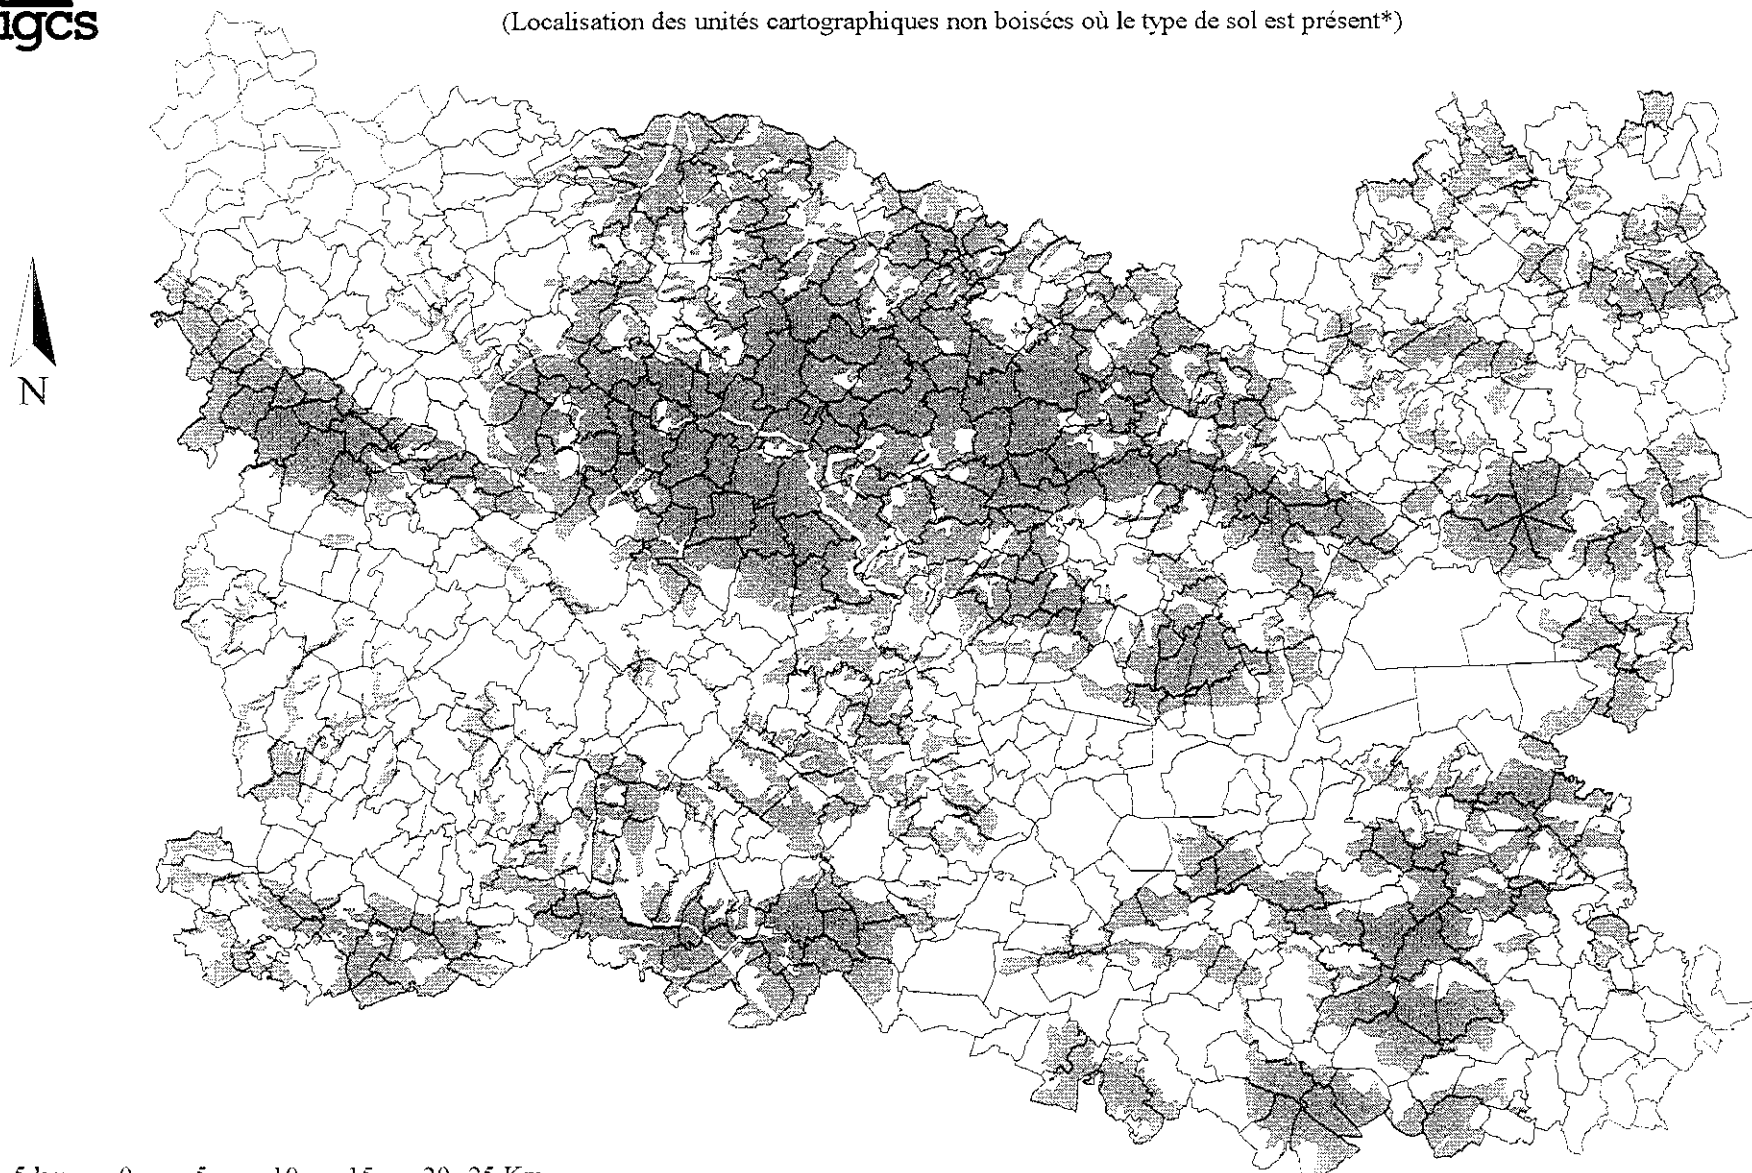 igcs
(Localisation des unités cartographiques non boisées où le type de sol est présent*)
N
0 5 10 15 20 25 Km